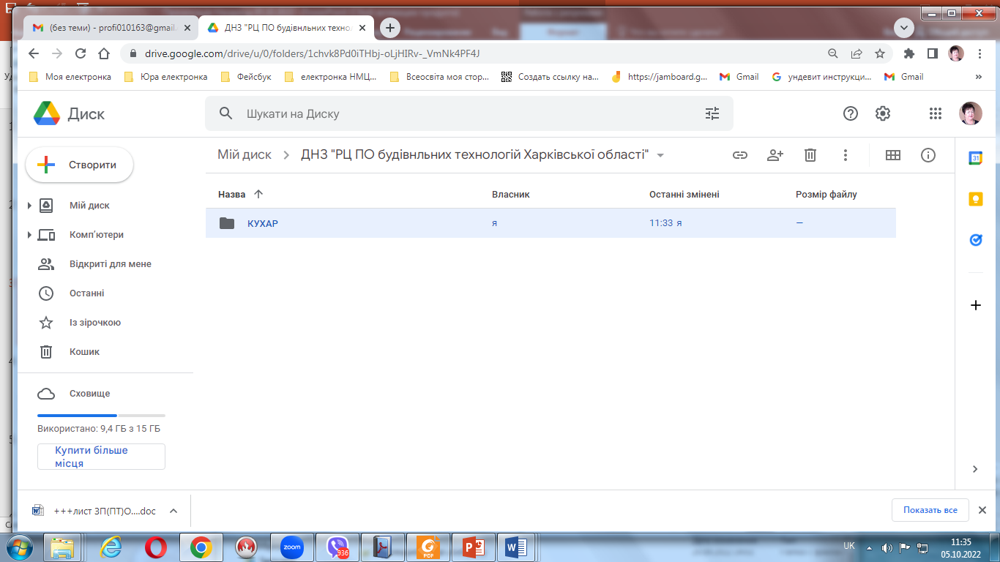 (без теми) - profi010163@gmail.
ДНЗ "РЦ ПО будівнльних техно
drive.google.com/drive/u/0/folders/1chvk8Pd0iTHbj-oLjHIRv-_VmNk4PF4J
Моя електронка
Юра електронка
Фейсбук
електронка НМЦ...
Всеосвіта моя стор...
Создать ссылку на...
https://jamboard.g...
Gmail
ундевит инструкци...
Gmail
»
Диск
Шукати на Диску
Створити
Мій диск
ДНЗ "РЦ ПО будівнльних технологій Харківської області"
Назва
Власник
Останні змінені
Розмір файлу
КУХАР
я
11:33 я
—
Мій диск
Комп’ютери
Відкриті для мене
Останні
Із зірочкою
Кошик
Сховище
Використано: 9,4 ГБ з 15 ГБ
Купити більше
місця
31
+++лист ЗП(ПТ)О....doc
Показать все
zoom
936
PDF
UK
11:35
05.10.2022